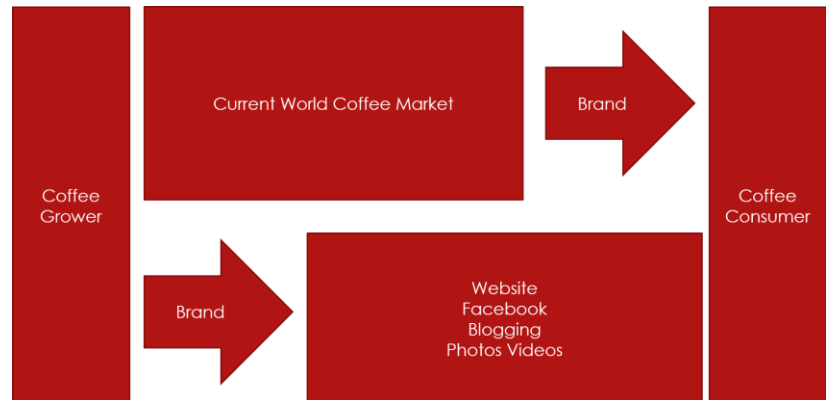 Coffee
Grower
Current World Coffee Market
Brand
Coffee
Consumer
Brand
Website
Facebook
Blogging
Photos Videos